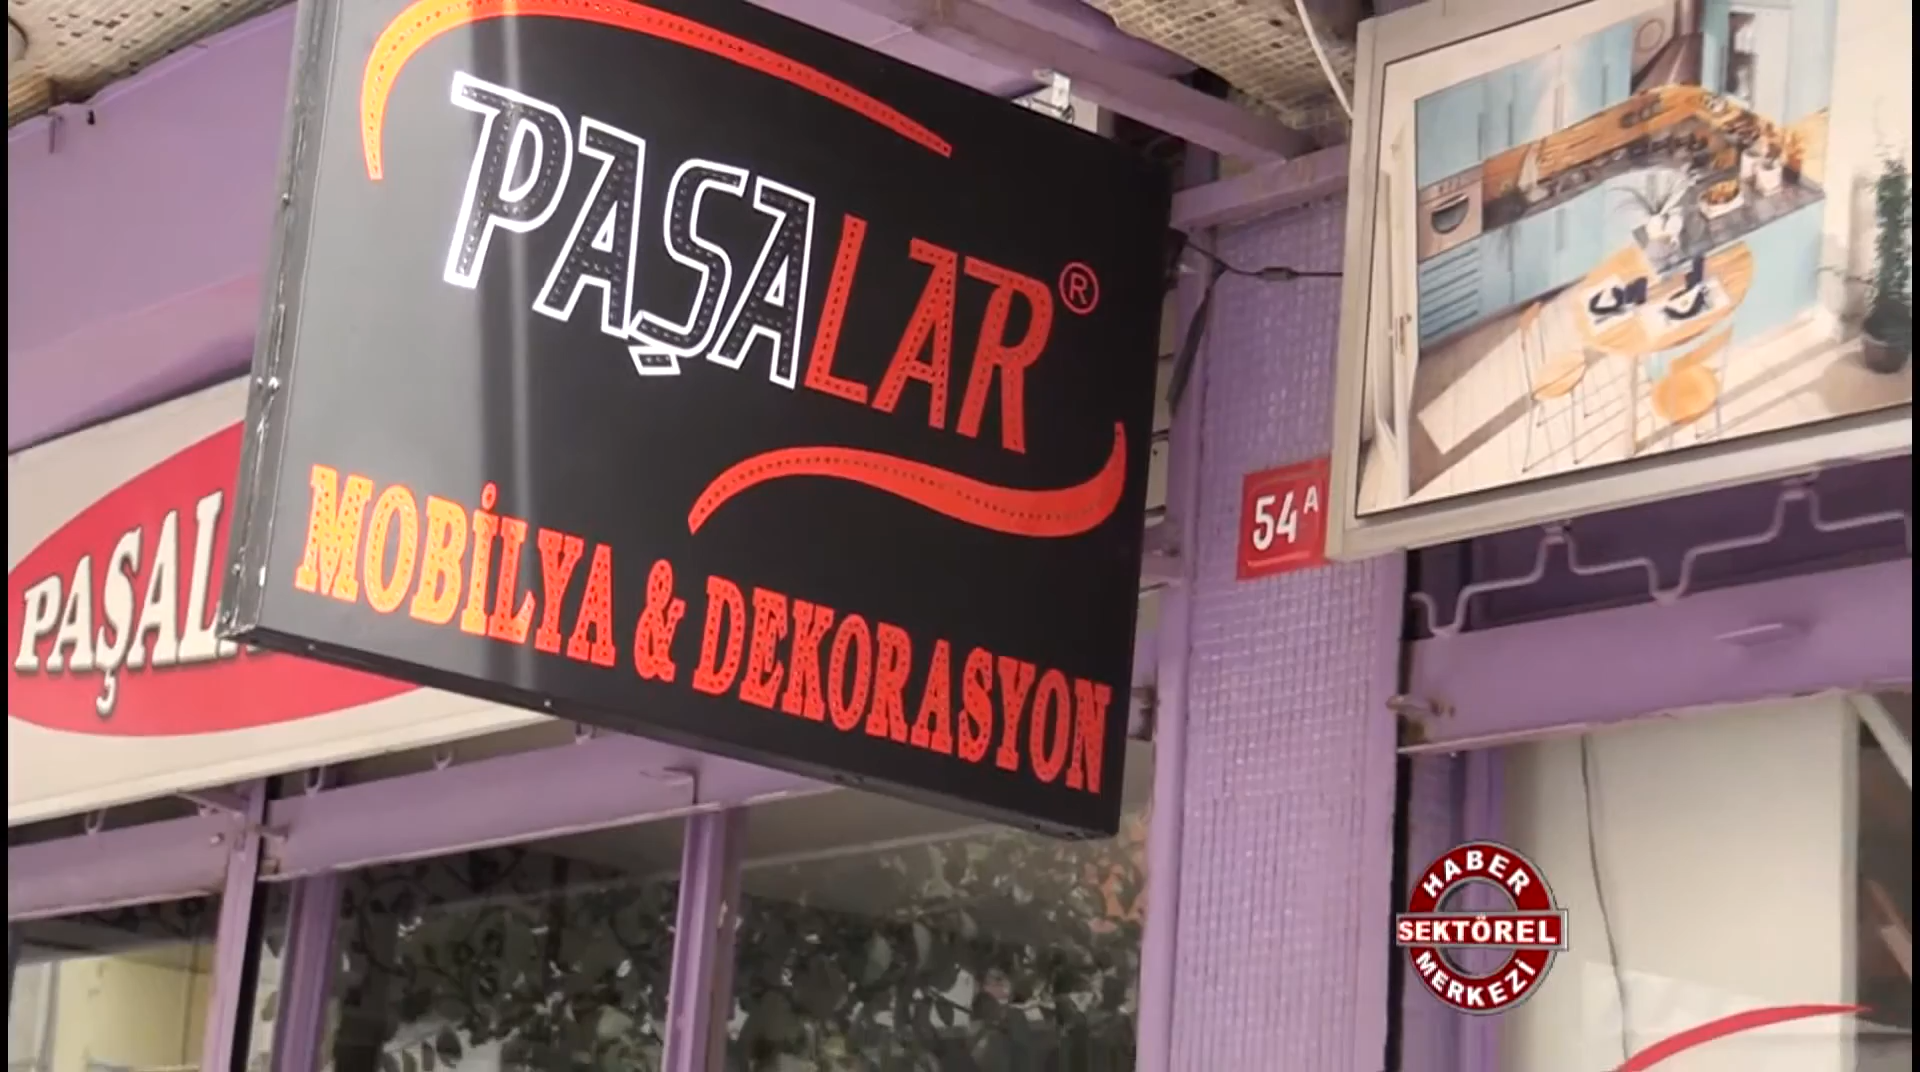 PAŞALAR®
MOBİLYA & DEKORASYON
PAŞAL
54A
HABER
SEKTÖREL
MERKEZİ